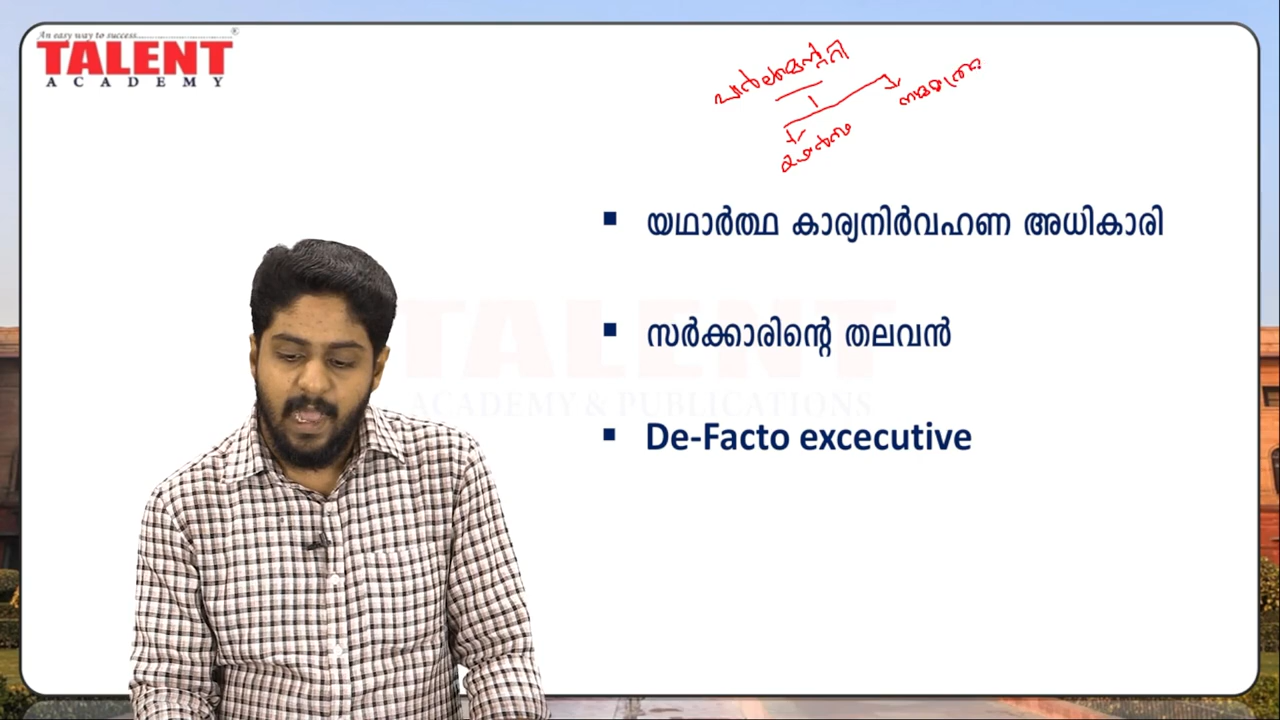 An easy way to success
TALENT
ACADEMY
പാർലമെന്ററി
യഥാർത്ഥ കാര്യനിർവഹണ അധികാരി
സർക്കാരിന്റെ തലവൻ
TALENT
ACADEMY & PUBLICATIONS
De-Facto excecutive